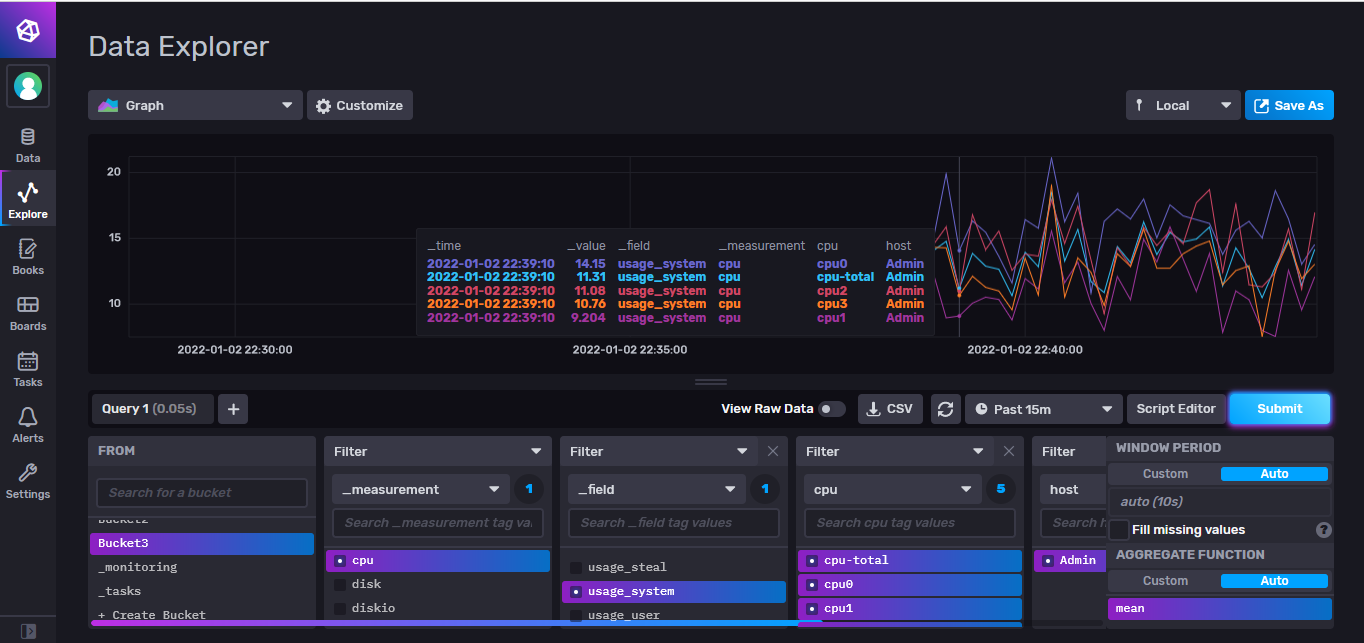 Data Explorer
Graph
Customize
Local
Save As
Data
Explore
Books
Boards
Tasks
Alerts
Settings
20
15
10
_time _value _field _measurement cpu host
2022-01-02 22:39:10 14.15 usage_system cpu cpu0 Admin
2022-01-02 22:39:10 11.31 usage_system cpu cpu-total Admin
2022-01-02 22:39:10 11.08 usage_system cpu cpu2 Admin
2022-01-02 22:39:10 10.76 usage_system cpu cpu3 Admin
2022-01-02 22:39:10 9.204 usage_system cpu cpu1 Admin
2022-01-02 22:30:00 2022-01-02 22:35:00 2022-01-02 22:40:00
Query 1 (0.05s)
+
View Raw Data
CSV
Past 15m
Script Editor
Submit
FROM
Search for a bucket
Bucket2
Bucket3
_monitoring
_tasks
+ Create Bucket
Filter
_measurement 1
Search _measurement tag va
cpu
disk
diskio
Filter
_field 1
Search _field tag values
usage_steal
usage_system
usage_user
Filter
cpu 5
Search cpu tag values
cpu-total
cpu0
cpu1
Filter
host
Search h
Admin
WINDOW PERIOD
Custom Auto
auto (10s)
Fill missing values ?
AGGREGATE FUNCTION
Custom Auto
mean